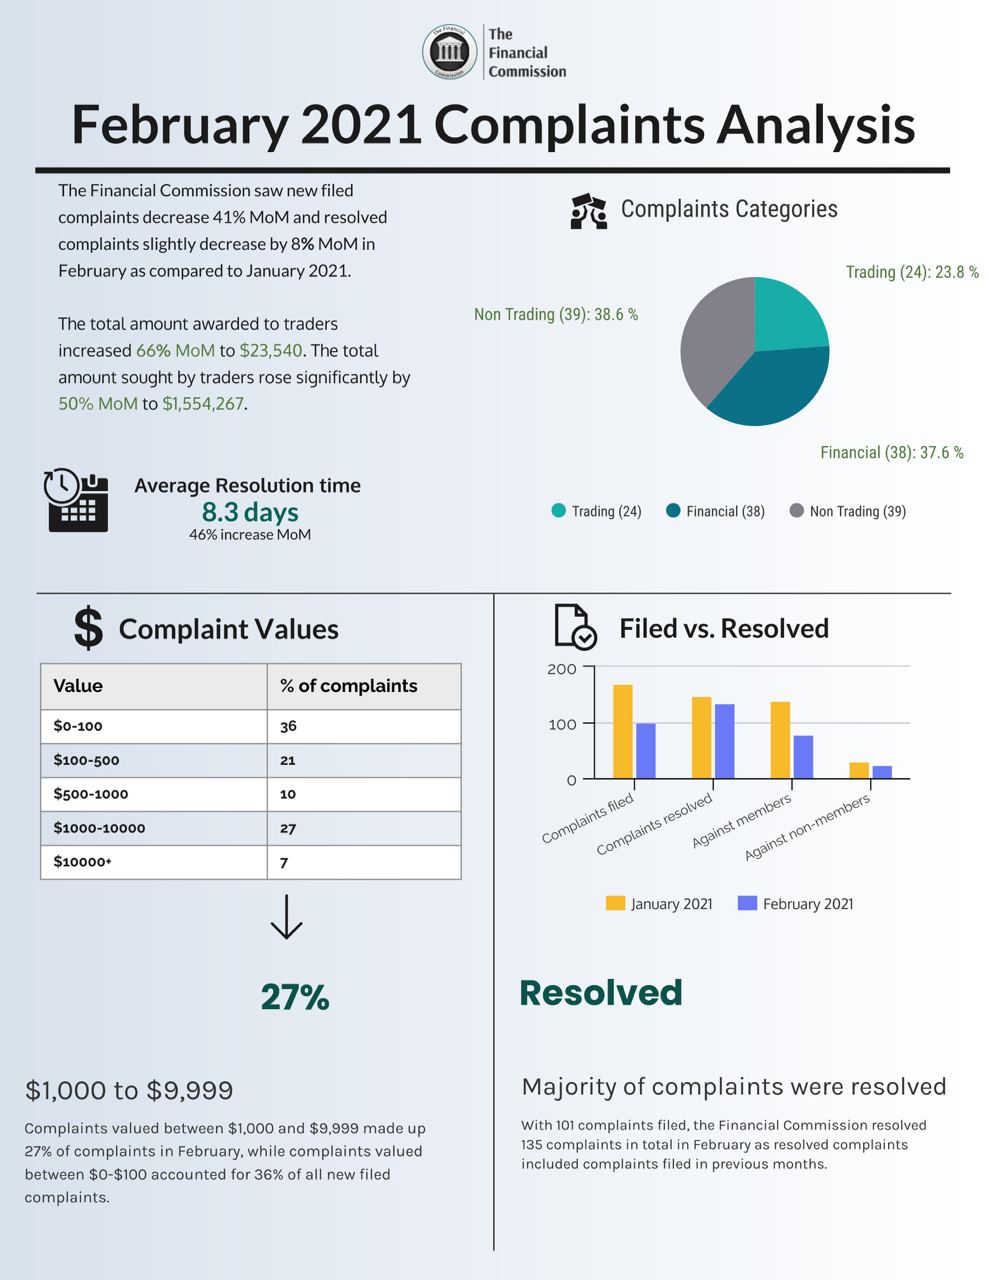 The Financial Commission
The
Financial
Commission
February 2021 Complaints Analysis
The Financial Commission saw new filed
complaints decrease 41% MoM and resolved
complaints slightly decrease by 8% MoM in
February as compared to January 2021.
The total amount awarded to traders
increased 66% MoM to $23,540. The total
amount sought by traders rose significantly by
50% MoM to $1,554,267.
Average Resolution time
8.3 days
46% increase MoM
Complaints Categories
Trading (24): 23.8 %
Non Trading (39): 38.6 %
Financial (38): 37.6 %
Trading (24) Financial (38) Non Trading (39)
$ Complaint Values
Value % of complaints
$0-100 36
$100-500 21
$500-1000 10
$1000-10000 27
$10000+ 7
27%
$1,000 to $9,999
Complaints valued between $1,000 and $9,999 made up
27% of complaints in February, while complaints valued
between $0-$100 accounted for 36% of all new filed
complaints.
Filed vs. Resolved
200
100
0
Complaints filed
Complaints resolved
Against members
Against non-members
January 2021 February 2021
Resolved
Majority of complaints were resolved
With 101 complaints filed, the Financial Commission resolved
135 complaints in total in February as resolved complaints
included complaints filed in previous months.